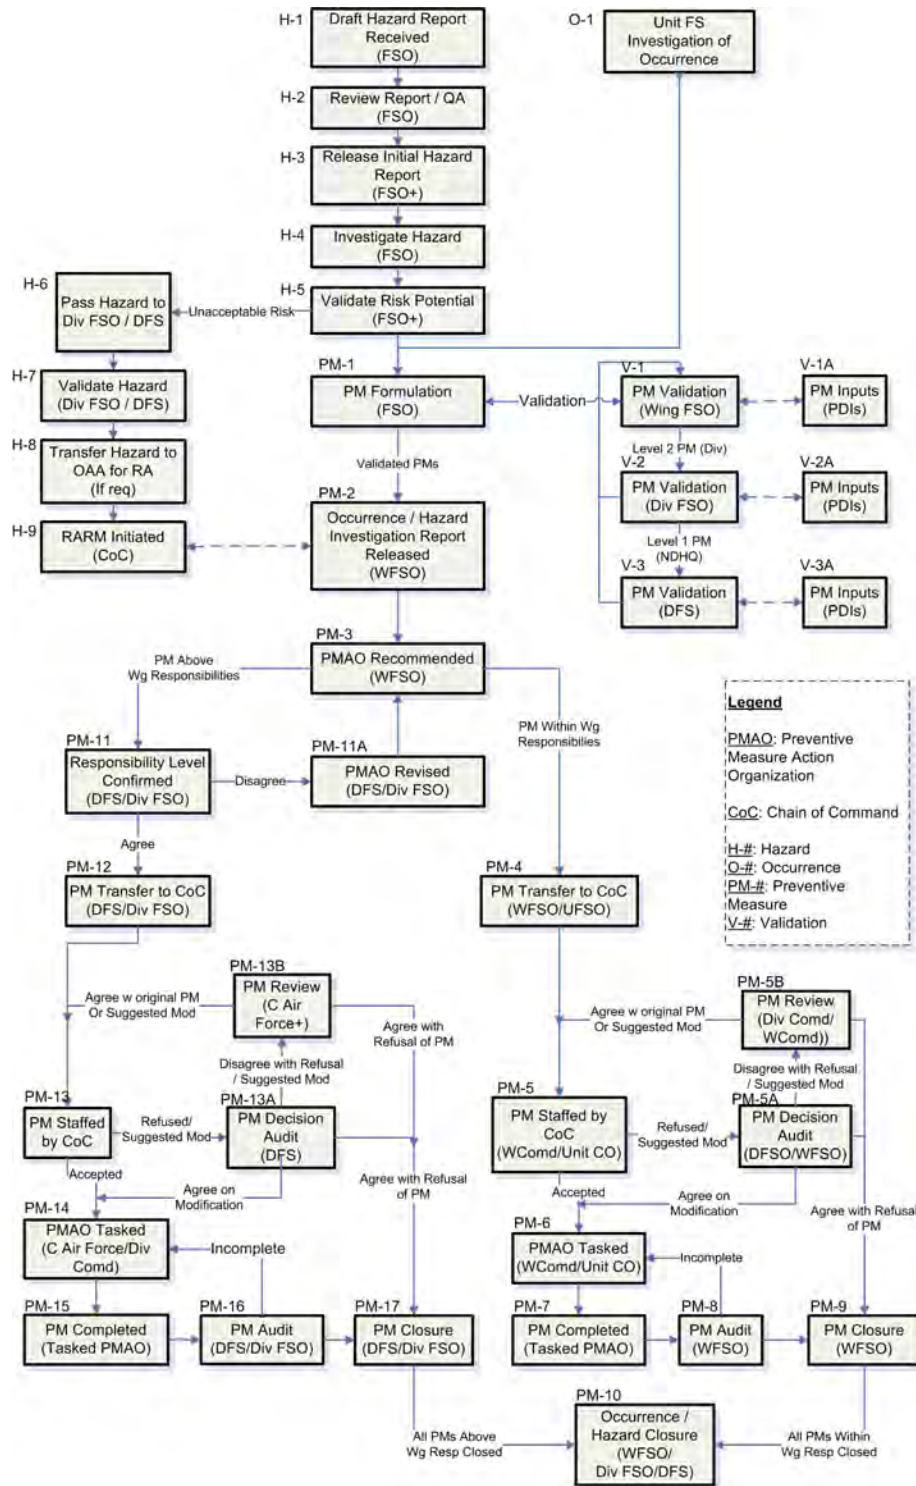 H-1
Draft Hazard Report
Received
(FSO)
O-1
Unit FS
Investigation of
Occurrence
H-2
Review Report / QA
(FSO)
H-3
Release Initial Hazard
Report
(FSO+)
H-4
Investigate Hazard
(FSO)
H-5
Validate Risk Potential
(FSO+)
Unacceptable Risk
H-6
Pass Hazard to
Div FSO / DFS
H-7
Validate Hazard
(Div FSO / DFS)
H-8
Transfer Hazard to
OAA for RA
(If req)
H-9
RARM Initiated
(CoC)
PM-1
PM Formulation
(FSO)
Validation
V-1
PM Validation
(Wing FSO)
V-1A
PM Inputs
(PDIs)
Level 2 PM (Div)
V-2
PM Validation
(Div FSO)
V-2A
PM Inputs
(PDIs)
Level 1 PM
(NDHQ)
V-3
PM Validation
(DFS)
V-3A
PM Inputs
(PDIs)
Validated PMs
PM-2
Occurrence / Hazard
Investigation Report
Released
(WFSO)
PM-3
PMAO Recommended
(WFSO)
PM Above
Wg Responsibilities
PM Within Wg
Responsibilies
PM-11
Responsibility Level
Confirmed
(DFS/Div FSO)
Disagree
PM-11A
PMAO Revised
(DFS/Div FSO)
Agree
PM-12
PM Transfer to CoC
(DFS/Div FSO)
PM-4
PM Transfer to CoC
(WFSO/UFSO)
Legend
PMAO: Preventive
Measure Action
Organization
CoC: Chain of Command
H-#: Hazard
O-#: Occurrence
PM-#: Preventive
Measure
V-#: Validation
PM-13B
PM Review
(C Air
Force+)
Agree w original PM
Or Suggested Mod
Agree with
Refusal of PM
Disagree with Refusal
/ Suggested Mod
PM-13
PM Staffed
by CoC
Refused/
Suggested Mod
PM-13A
PM Decision
Audit
(DFS)
Accepted
Agree on
Modification
Agree with Refusal
of PM
PM-14
PMAO Tasked
(C Air Force/Div
Comd)
Incomplete
PM-15
PM Completed
(Tasked PMAO)
PM-16
PM Audit
(DFS/Div FSO)
PM-17
PM Closure
(DFS/Div FSO)
PM-5B
PM Review
(Div Comd/
WComd))
Agree w original PM
Or Suggested Mod
Disagree with Refusal
/ Suggested Mod
PM-5
PM Staffed by
CoC
(WComd/Unit CO)
Refused/
Suggested Mod
PM-5A
PM Decision
Audit
(DFSO/WFSO)
Accepted
Agree on
Modification
Agree with Refusal
of PM
PM-6
PMAO Tasked
(WComd/Unit CO)
Incomplete
PM-7
PM Completed
(Tasked PMAO)
PM-8
PM Audit
(WFSO)
PM-9
PM Closure
(WFSO)
All PMs Above
Wg Resp Closed
PM-10
Occurrence /
Hazard Closure
(WFSO/
Div FSO/DFS)
All PMs Within
Wg Resp Closed